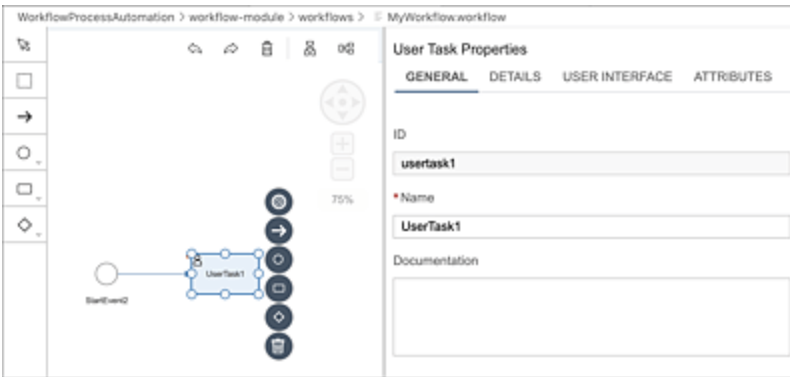 WorkflowProcessAutomation > workflow-module > workflows > MyWorkflow.workflow
User Task Properties
GENERAL DETAILS USER INTERFACE ATTRIBUTES
ID
usertask1
*Name
UserTask1
Documentation
75%
UserTask1
StartEvent2